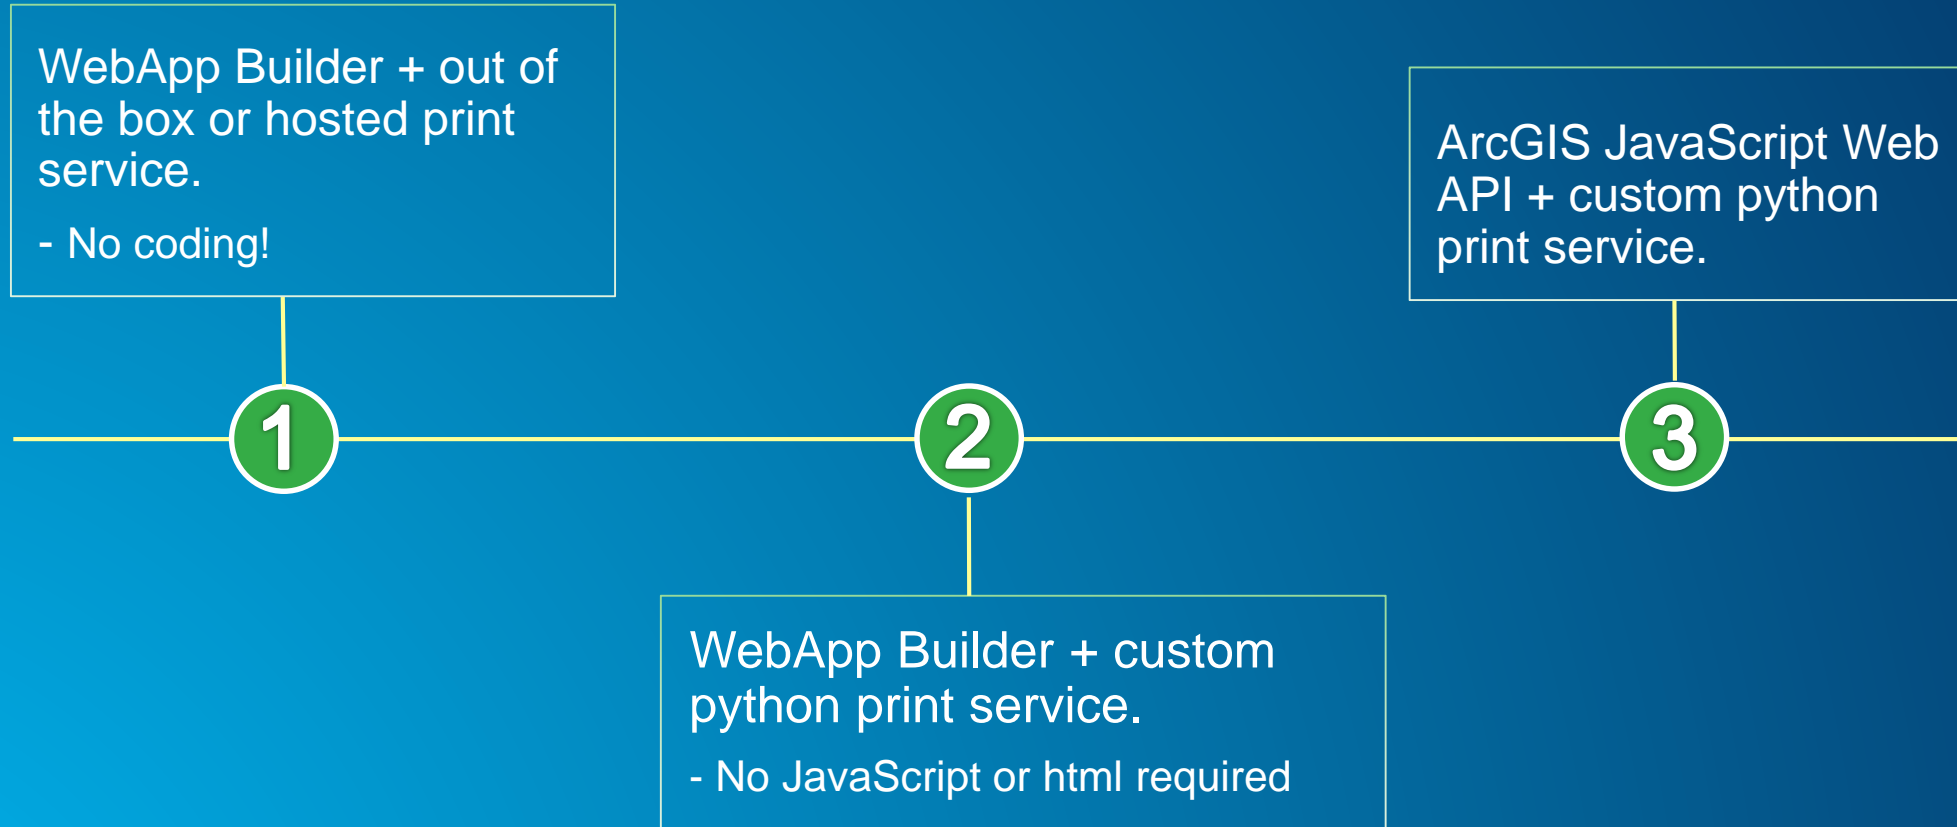 WebApp Builder + out of
the box or hosted print
service.
- No coding!
ArcGIS JavaScript Web
API + custom python
print service.
1
2
3
WebApp Builder + custom
python print service.
- No JavaScript or html required